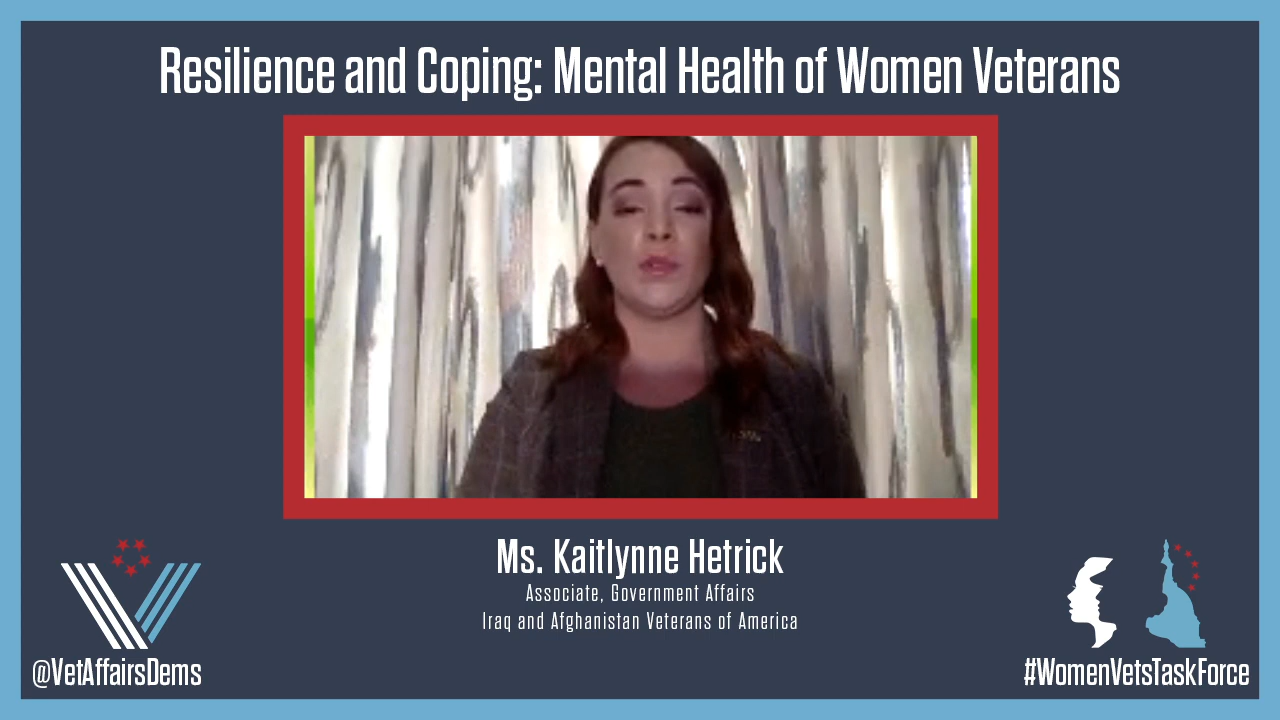 Resilience and Coping: Mental Health of Women Veterans
Ms. Kaitlynne Hetrick
Associate, Government Affairs
Iraq and Afghanistan Veterans of America
@VetAffairsDems
#WomenVetsTaskForce